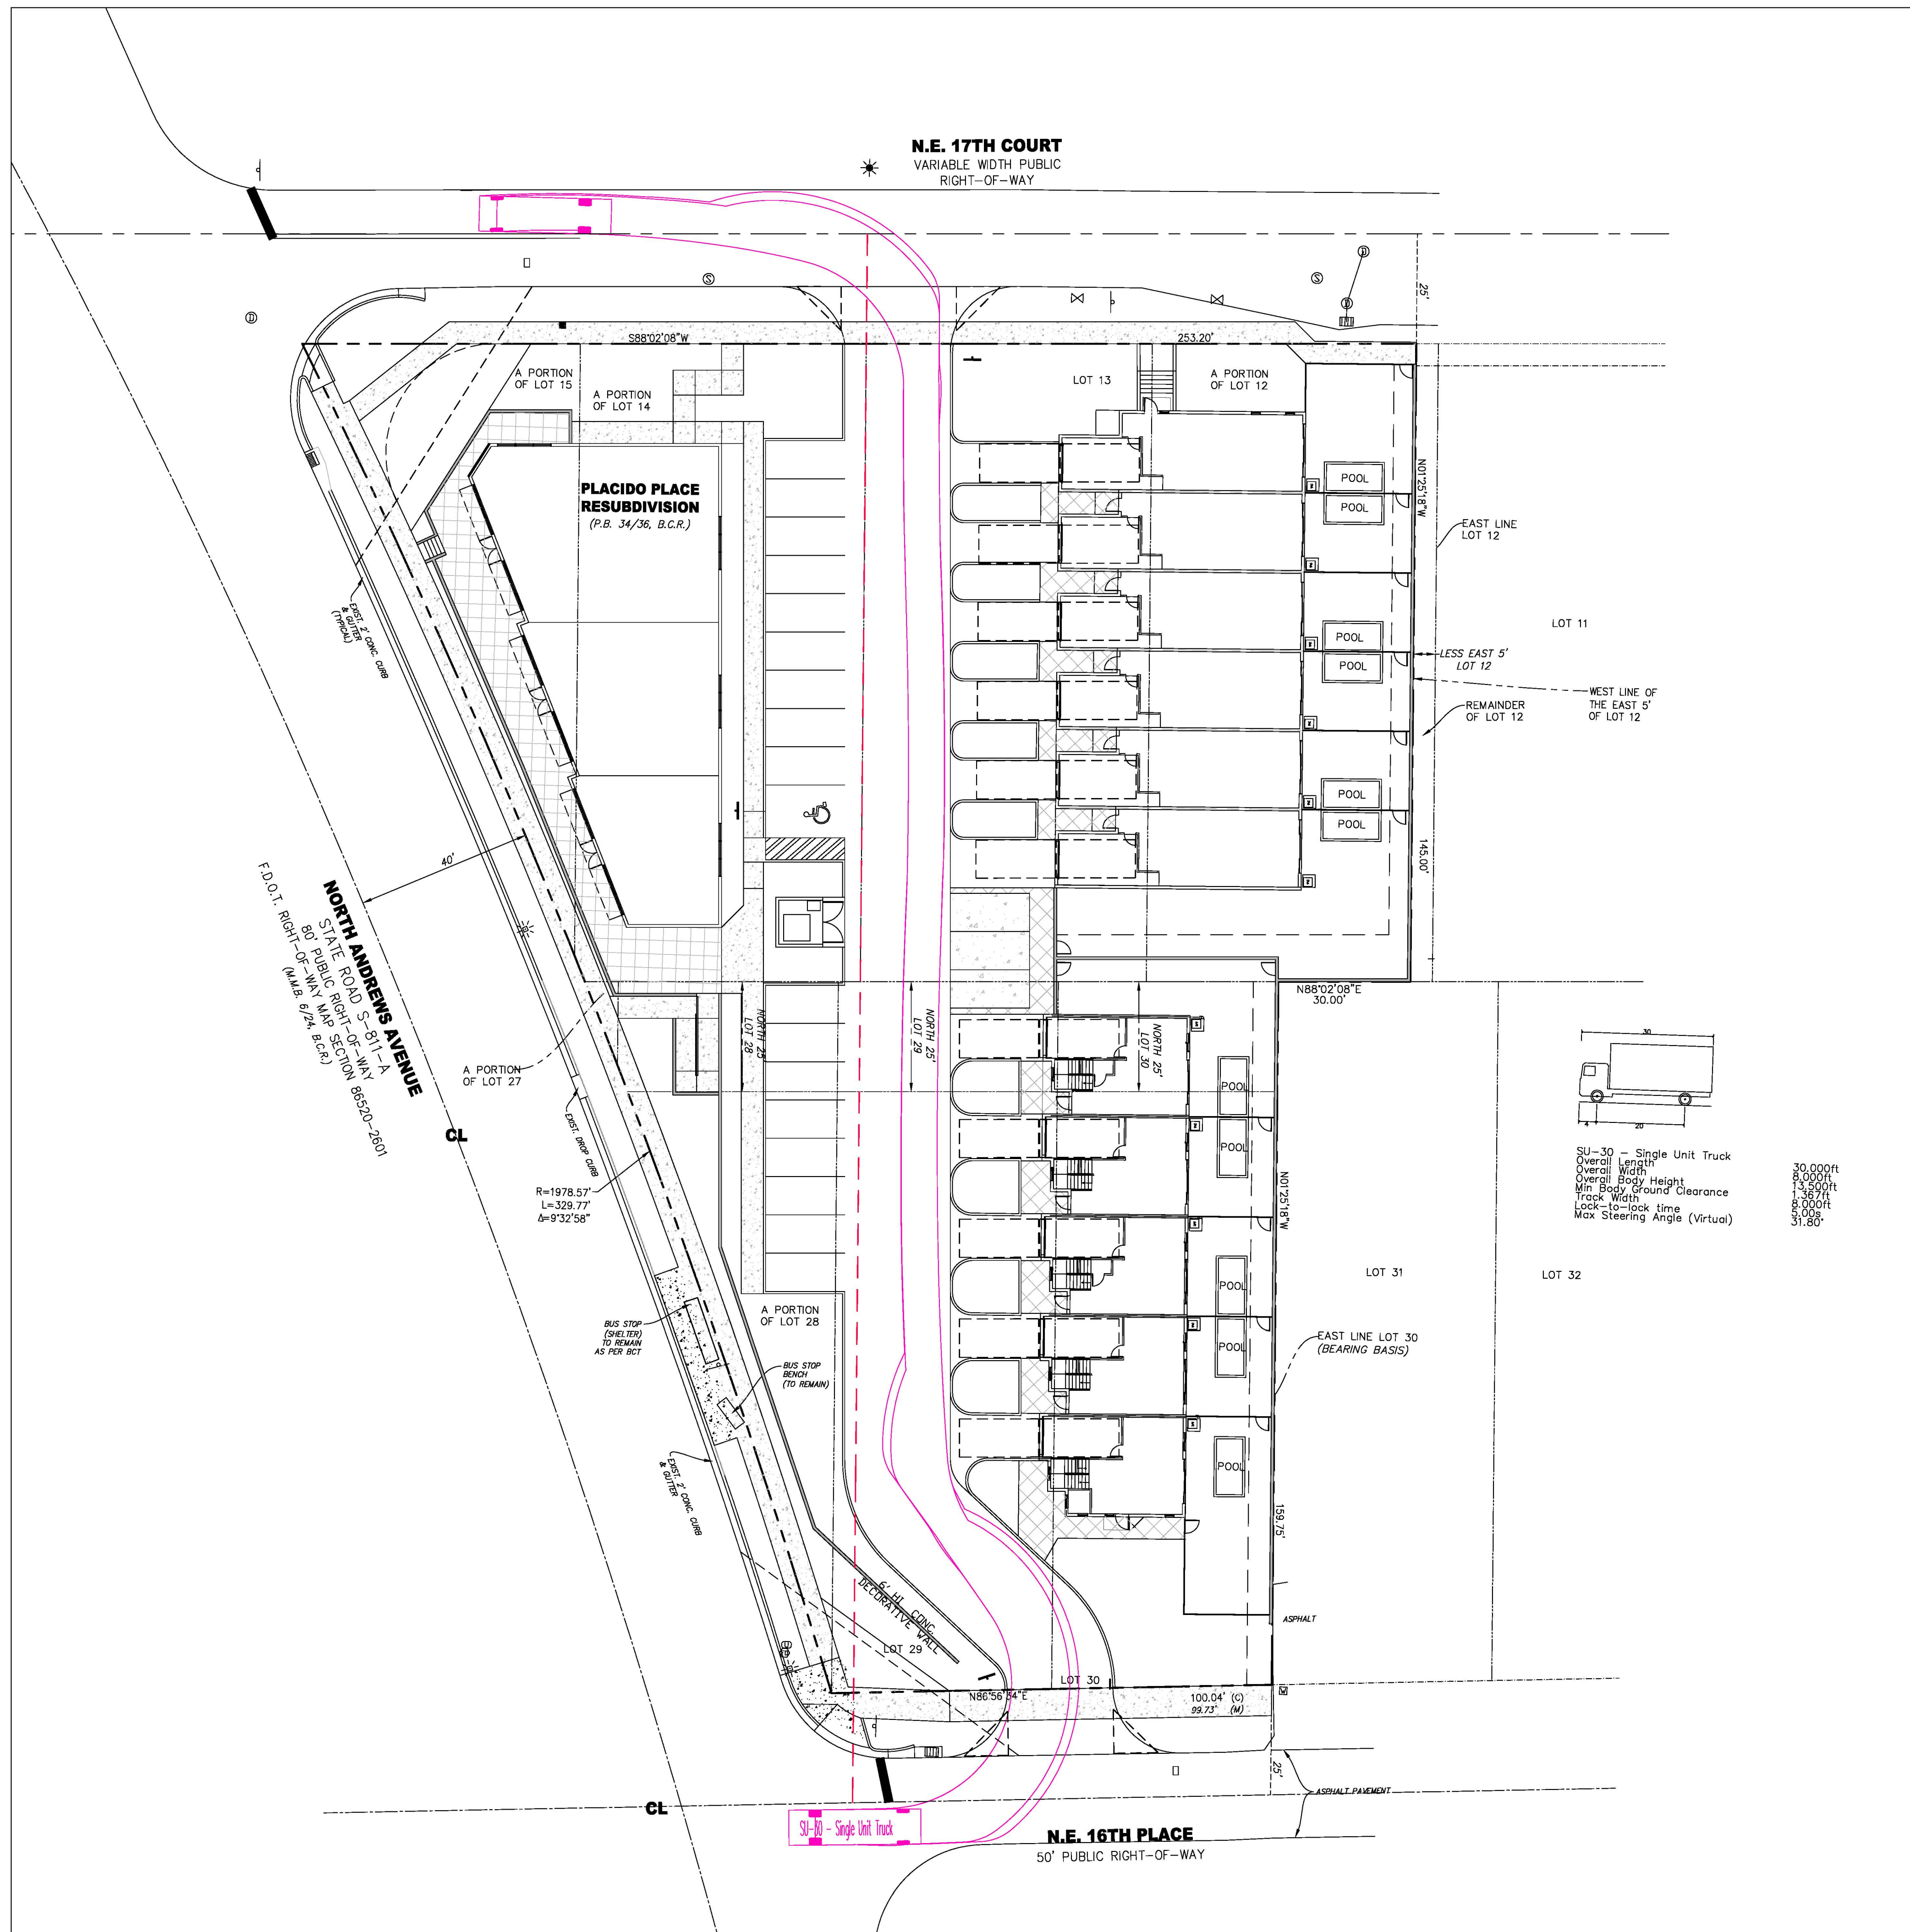 N.E. 17TH COURT
VARIABLE WIDTH PUBLIC
RIGHT-OF-WAY
D
S
S
D
D
25'
S88°02'08"W
253.20'
A PORTION
OF LOT 15
A PORTION
OF LOT 14
LOT 13
A PORTION
OF LOT 12
PLACIDO PLACE
RESUBDIVISION
(P.B. 34/36, B.C.R.)
POOL
POOL
N01°25'18"W
EAST LINE
LOT 12
EXIST. 2' CONC. CURB
& GUTTER
(TYPICAL)
POOL
POOL
LOT 11
LESS EAST 5'
LOT 12
WEST LINE OF
THE EAST 5'
OF LOT 12
REMAINDER
OF LOT 12
POOL
POOL
145.00'
40'
NORTH ANDREWS AVENUE
STATE ROAD S-811-A
80' PUBLIC RIGHT-OF-WAY
F.D.O.T. RIGHT-OF-WAY MAP SECTION 86520-2601
(M.M.B. 6/24, B.C.R.)
N88°02'08"E
30.00'
NORTH 25'
LOT 28
NORTH 25'
LOT 29
NORTH 25'
LOT 30
A PORTION
OF LOT 27
EXIST. DROP CURB
CL
POOL
POOL
30
4
20
SU-30 - Single Unit Truck
Overall Length 30.000ft
Overall Width 8.000ft
Overall Body Height 13.500ft
Min Body Ground Clearance 1.367ft
Track Width 8.000ft
Lock-to-lock time 5.00s
Max Steering Angle (Virtual) 31.80°
R=1978.57'
L=329.77'
Δ=9°32'58"
N01°25'18"W
POOL
LOT 31
LOT 32
A PORTION
OF LOT 28
BUS STOP
(SHELTER)
TO REMAIN
AS PER BCT
BUS STOP
BENCH
(TO REMAIN)
POOL
EAST LINE LOT 30
(BEARING BASIS)
EXIST. 2' CONC. CURB
& GUTTER
POOL
159.75'
6' HI. CONC.
DECORATIVE WALL
ASPHALT
LOT 29
LOT 30
N86°56'54"E
100.04' (C)
99.73' (M)
25'
ASPHALT PAVEMENT
CL
SU-30 - Single Unit Truck
N.E. 16TH PLACE
50' PUBLIC RIGHT-OF-WAY